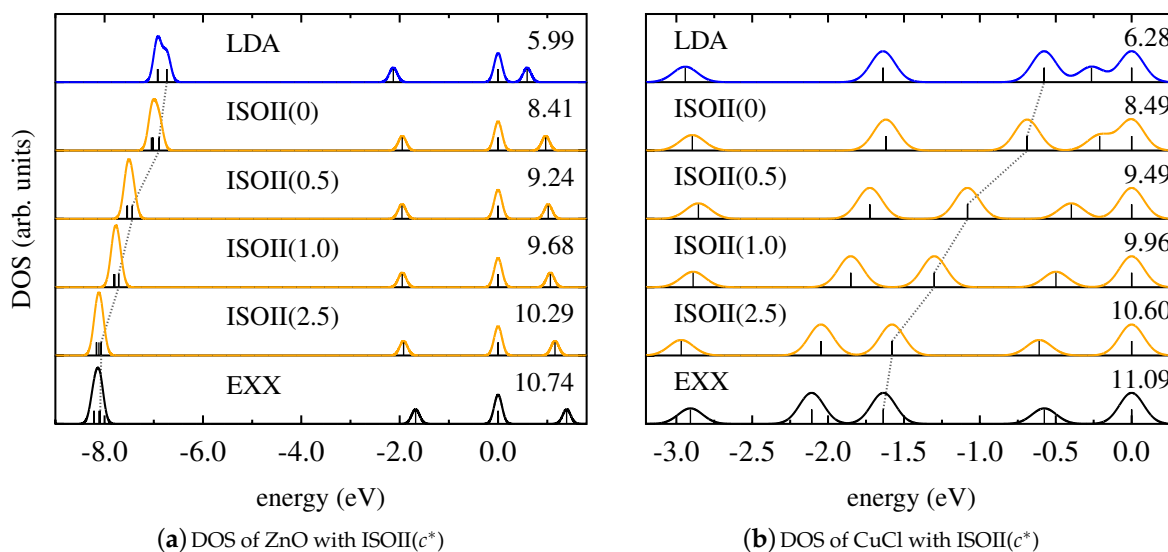 DOS (arb. units)
LDA 5.99
ISOII(0) 8.41
ISOII(0.5) 9.24
ISOII(1.0) 9.68
ISOII(2.5) 10.29
EXX 10.74
-8.0 -6.0 -4.0 -2.0 0.0
energy (eV)
(a) DOS of ZnO with ISOII(c*)
LDA 6.28
ISOII(0) 8.49
ISOII(0.5) 9.49
ISOII(1.0) 9.96
ISOII(2.5) 10.60
EXX 11.09
-3.0 -2.5 -2.0 -1.5 -1.0 -0.5 0.0
energy (eV)
(b) DOS of CuCl with ISOII(c*)